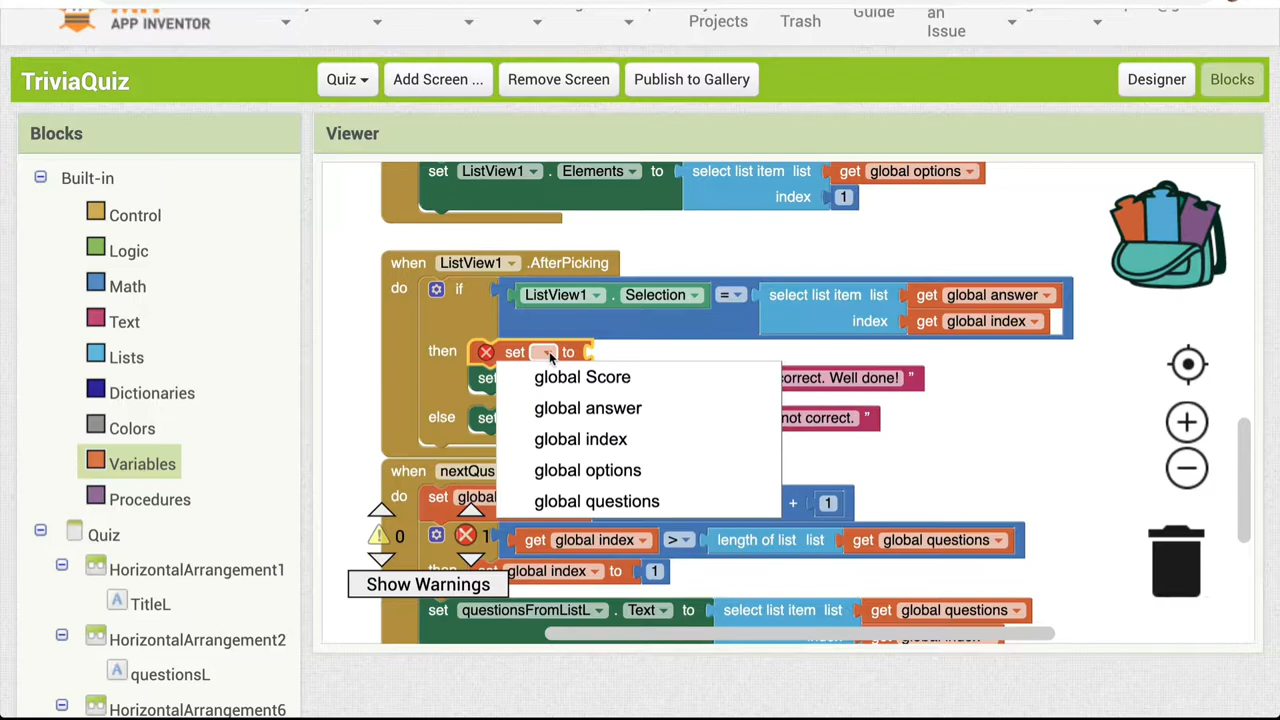 APP INVENTOR
Projects
Trash
Guide
an
Issue
TriviaQuiz
Quiz
Add Screen ...
Remove Screen
Publish to Gallery
Designer
Blocks
Blocks
Viewer
Built-in
Control
Logic
Math
Text
Lists
Dictionaries
Colors
Variables
Procedures
Quiz
HorizontalArrangement1
TitleL
HorizontalArrangement2
questionsL
HorizontalArrangement6
set ListView1 . Elements to select list item list get global options
index 1
when ListView1 .AfterPicking
do if ListView1 . Selection = select list item list get global answer
index get global index
then set to
correct. Well done! "
else not correct. "
global Score
global answer
global index
global options
global questions
when
do set + 1
0 1
get global index > length of list list get global questions
global index to 1
Show Warnings
set questionsFromListL . Text to select list item list get global questions